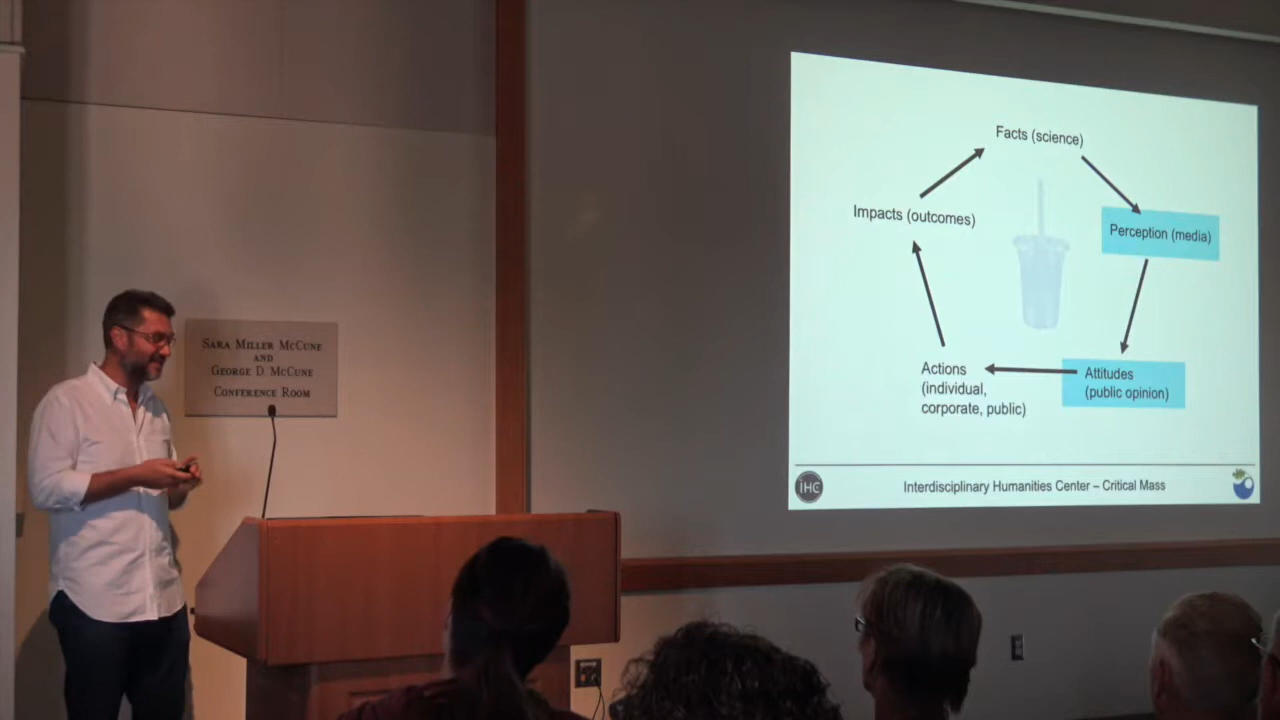 SARA MILLER MCCUNE
AND
GEORGE D. MCCUNE
CONFERENCE ROOM
Facts (science)
Impacts (outcomes)
Perception (media)
Actions
(individual,
corporate, public)
Attitudes
(public opinion)
iHC
Interdisciplinary Humanities Center – Critical Mass